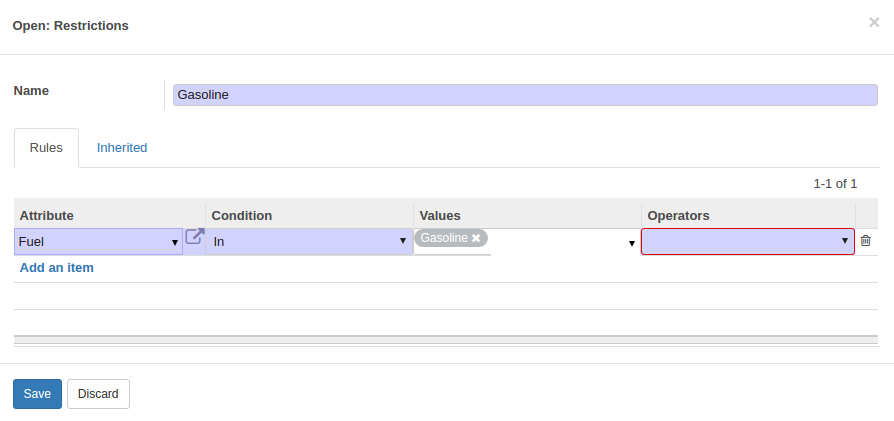 Open: Restrictions ×
Name Gasoline
Rules Inherited
1-1 of 1
Attribute Condition Values Operators
Fuel In Gasoline ✖
Add an item
Save Discard